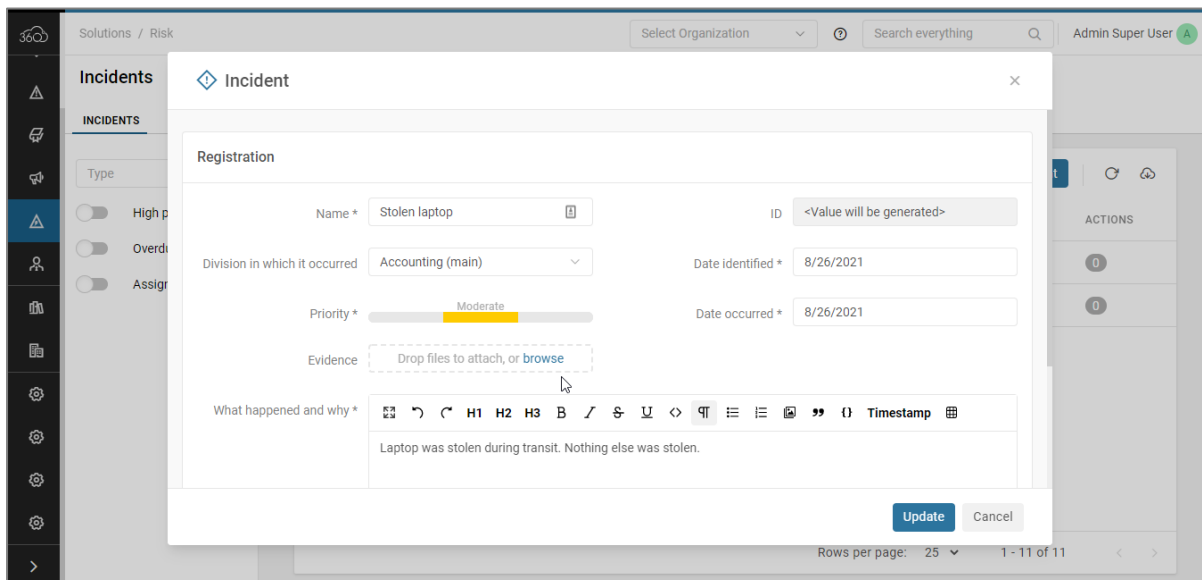 360
Solutions / Risk
Select Organization
Search everything
Admin Super User A
Incidents
Incident
INCIDENTS
Registration
Type
Name *
Stolen laptop
ID
<Value will be generated>
High p
ACTIONS
Overdu
Division in which it occurred
Accounting (main)
Date identified *
8/26/2021
0
Assign
Priority *
Moderate
Date occurred *
8/26/2021
0
Evidence
Drop files to attach, or browse
What happened and why *
H1 H2 H3 B I S U <> ¶ {} Timestamp
Laptop was stolen during transit. Nothing else was stolen.
Update
Cancel
Rows per page: 25
1 - 11 of 11